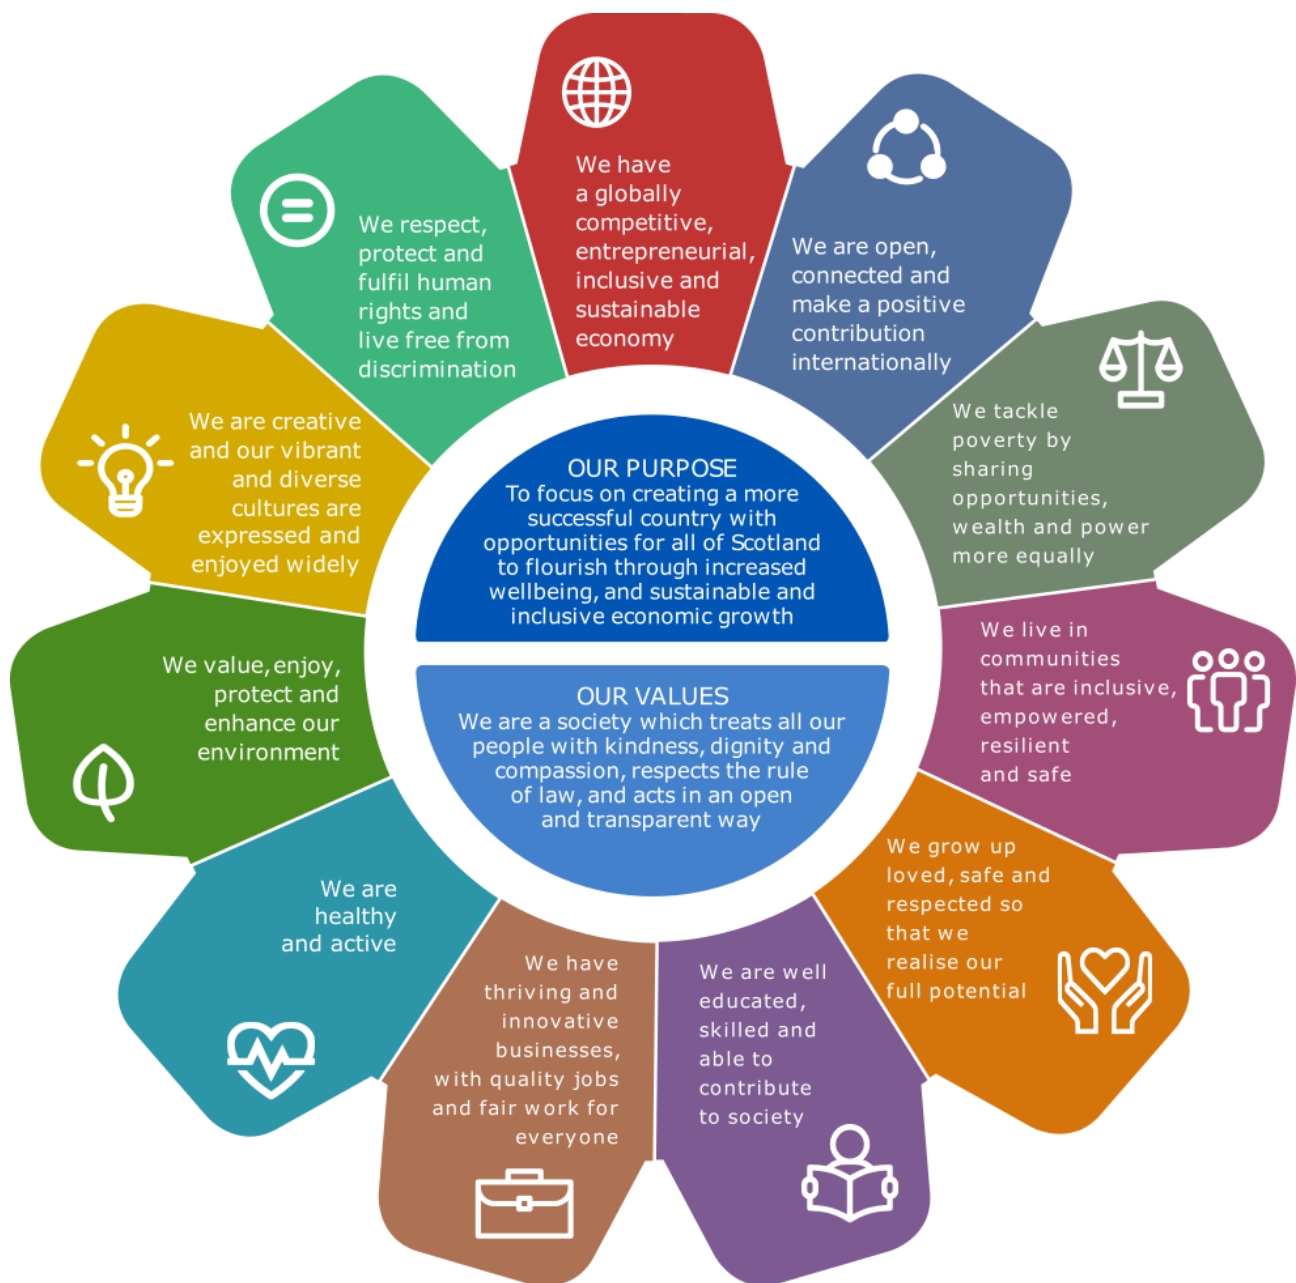 We have
a globally
competitive,
entrepreneurial,
inclusive and
sustainable
economy
We are open,
connected and
make a positive
contribution
internationally
We tackle
poverty by
sharing
opportunities,
wealth and power
more equally
We live in
communities
that are inclusive,
empowered,
resilient
and safe
We grow up
loved, safe and
respected so
that we
realise our
full potential
We are well
educated,
skilled and
able to
contribute
to society
We have
thriving and
innovative
businesses,
with quality jobs
and fair work for
everyone
We are
healthy
and active
We value, enjoy,
protect and
enhance our
environment
We are creative
and our vibrant
and diverse
cultures are
expressed and
enjoyed widely
We respect,
protect and
fulfil human
rights and
live free from
discrimination
OUR PURPOSE
To focus on creating a more
successful country with
opportunities for all of Scotland
to flourish through increased
wellbeing, and sustainable and
inclusive economic growth
OUR VALUES
We are a society which treats all our
people with kindness, dignity and
compassion, respects the rule
of law, and acts in an open
and transparent way